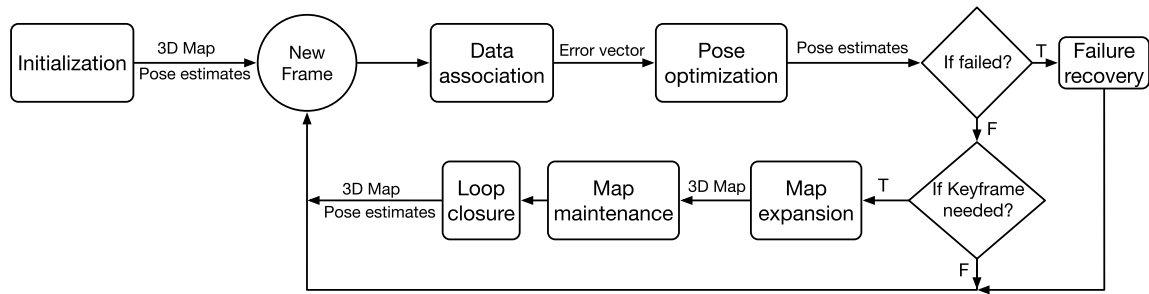 Initialization
3D Map
Pose estimates
New
Frame
Data
association
Error vector
Pose
optimization
Pose estimates
If failed?
T
Failure
recovery
F
If Keyframe
needed?
T
Map
expansion
3D Map
Map
maintenance
Loop
closure
3D Map
Pose estimates
F